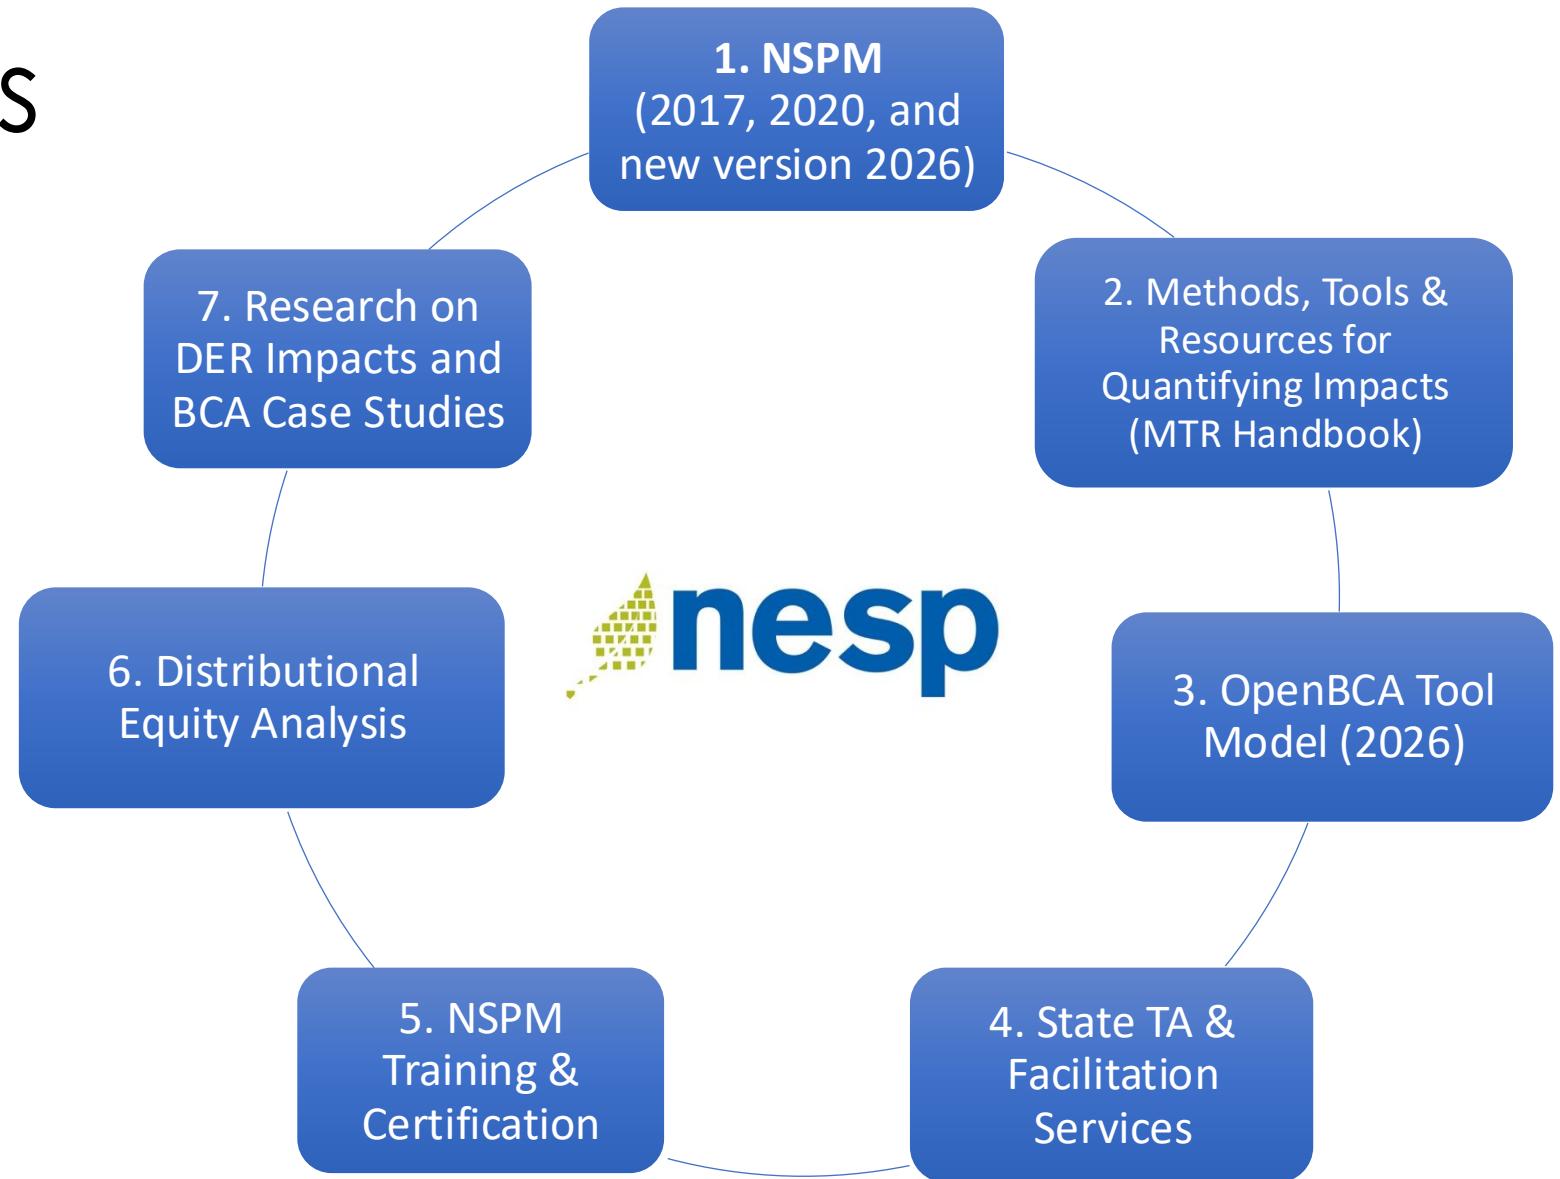 s
1. NSPM
(2017, 2020, and
new version 2026)
2. Methods, Tools &
Resources for
Quantifying Impacts
(MTR Handbook)
3. OpenBCA Tool
Model (2026)
4. State TA &
Facilitation
Services
5. NSPM
Training &
Certification
6. Distributional
Equity Analysis
7. Research on
DER Impacts and
BCA Case Studies
nesp